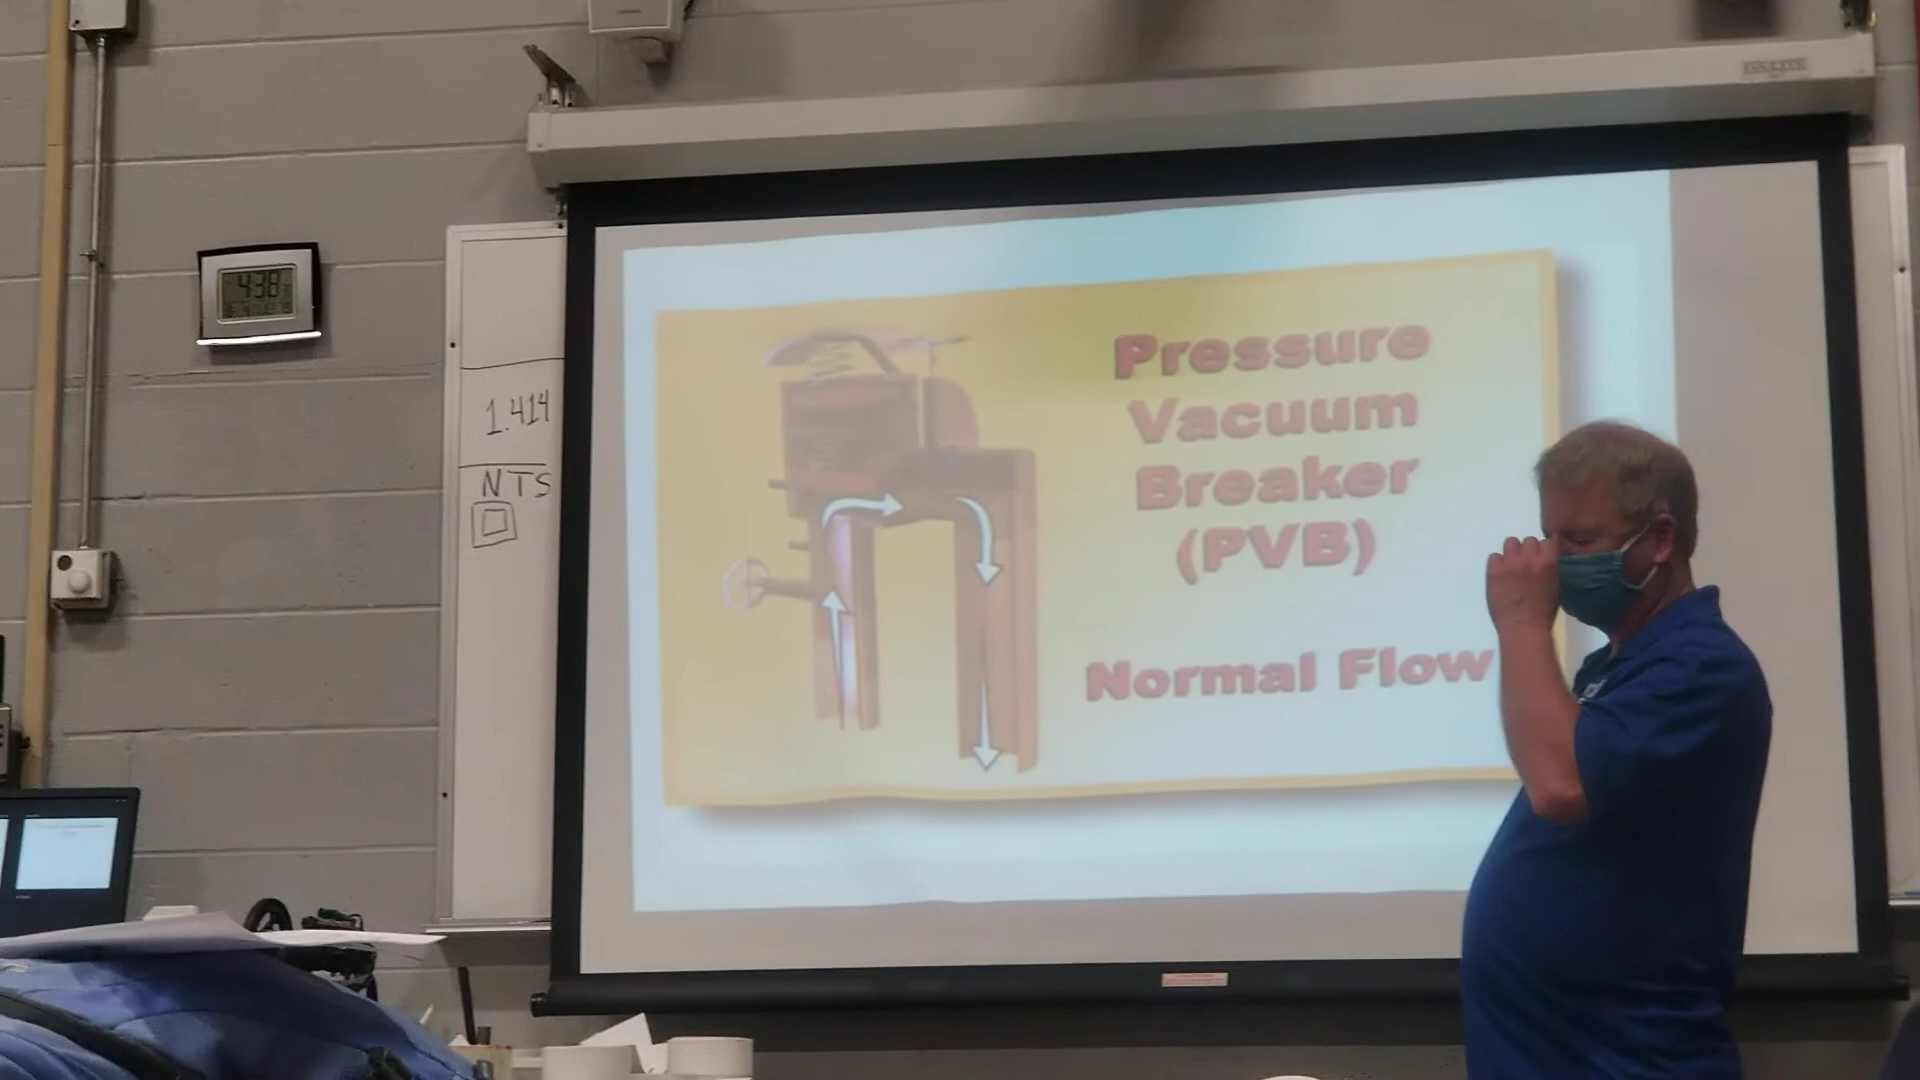 4:38
1.414
NTS
Pressure
Vacuum
Breaker
(PVB)
Normal Flow